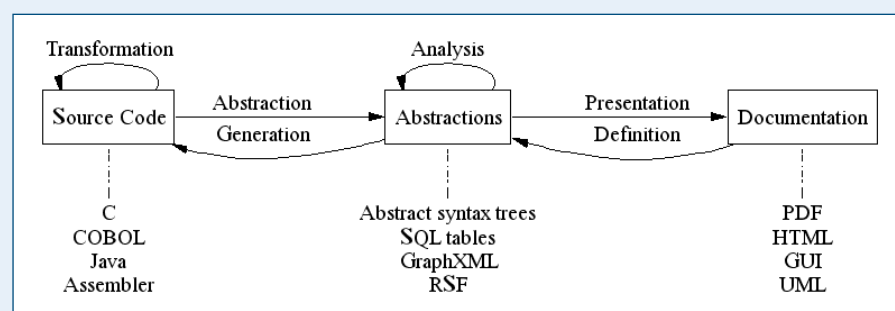 Transformation
Analysis
Source Code
Abstraction
Generation
Abstractions
Presentation
Definition
Documentation
C
COBOL
Java
Assembler
Abstract syntax trees
SQL tables
GraphXML
RSF
PDF
HTML
GUI
UML